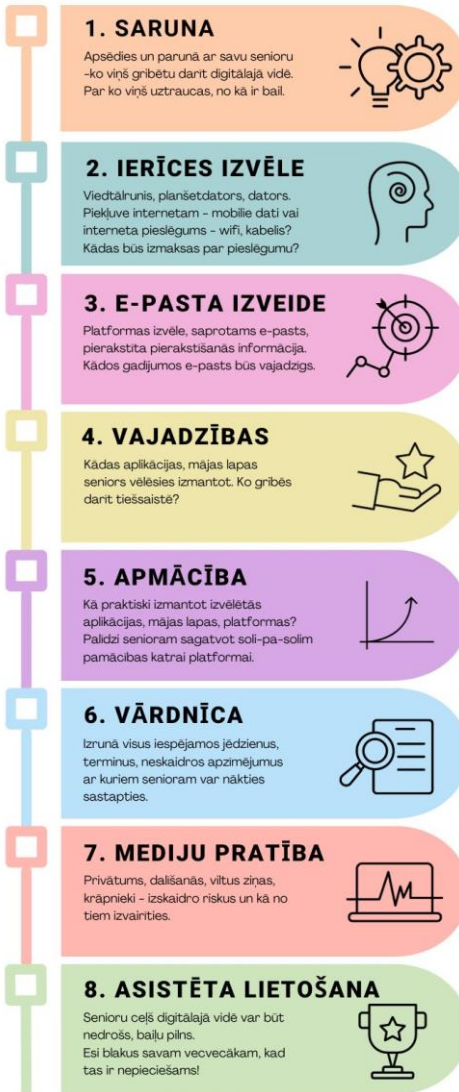 1. SARUNA
Apsēdies un parunā ar savu senioru
-ko viņš gribētu darīt digitālajā vidē.
Par ko viņš uztraucas, no kā ir bail.
2. IERĪCES IZVĒLE
Viedtālrunis, planšetdators, dators.
Piekļuve internetam - mobilie dati vai
interneta pieslēgums - wifi, kabelis?
Kādas būs izmaksas par pieslēgumu?
3. E-PASTA IZVEIDE
Platformas izvēle, saprotams e-pasts,
pierakstīta pierakstīšanās informācija.
Kādos gadījumos e-pasts būs vajadzīgs.
4. VAJADZĪBAS
Kādas aplikācijas, mājas lapas
seniors vēlēsies izmantot. Ko gribēs
darīt tiešsaistē?
5. APMĀCĪBA
Kā praktiski izmantot izvēlētās
aplikācijas, mājas lapas, platformas?
Palīdzi senioram sagatvot soli-pa-solim
pamācības katrai platformai.
6. VĀRDNĪCA
Izrunā visus iespējamos jēdzienus,
terminus, neskaidros apzīmējumus
ar kuriem senioram var nākties
sastapties.
7. MEDIJU PRATĪBA
Privātums, dalīšanās, viltus ziņas,
krāpnieki - izskaidro riskus un kā no
tiem izvairīties.
8. ASISTĒTA LIETOŠANA
Senioru ceļš digitālajā vidē var būt
nedrošs, baiļu pilns.
Esi blakus savam vecvecākam, kad
tas ir nepieciešams!